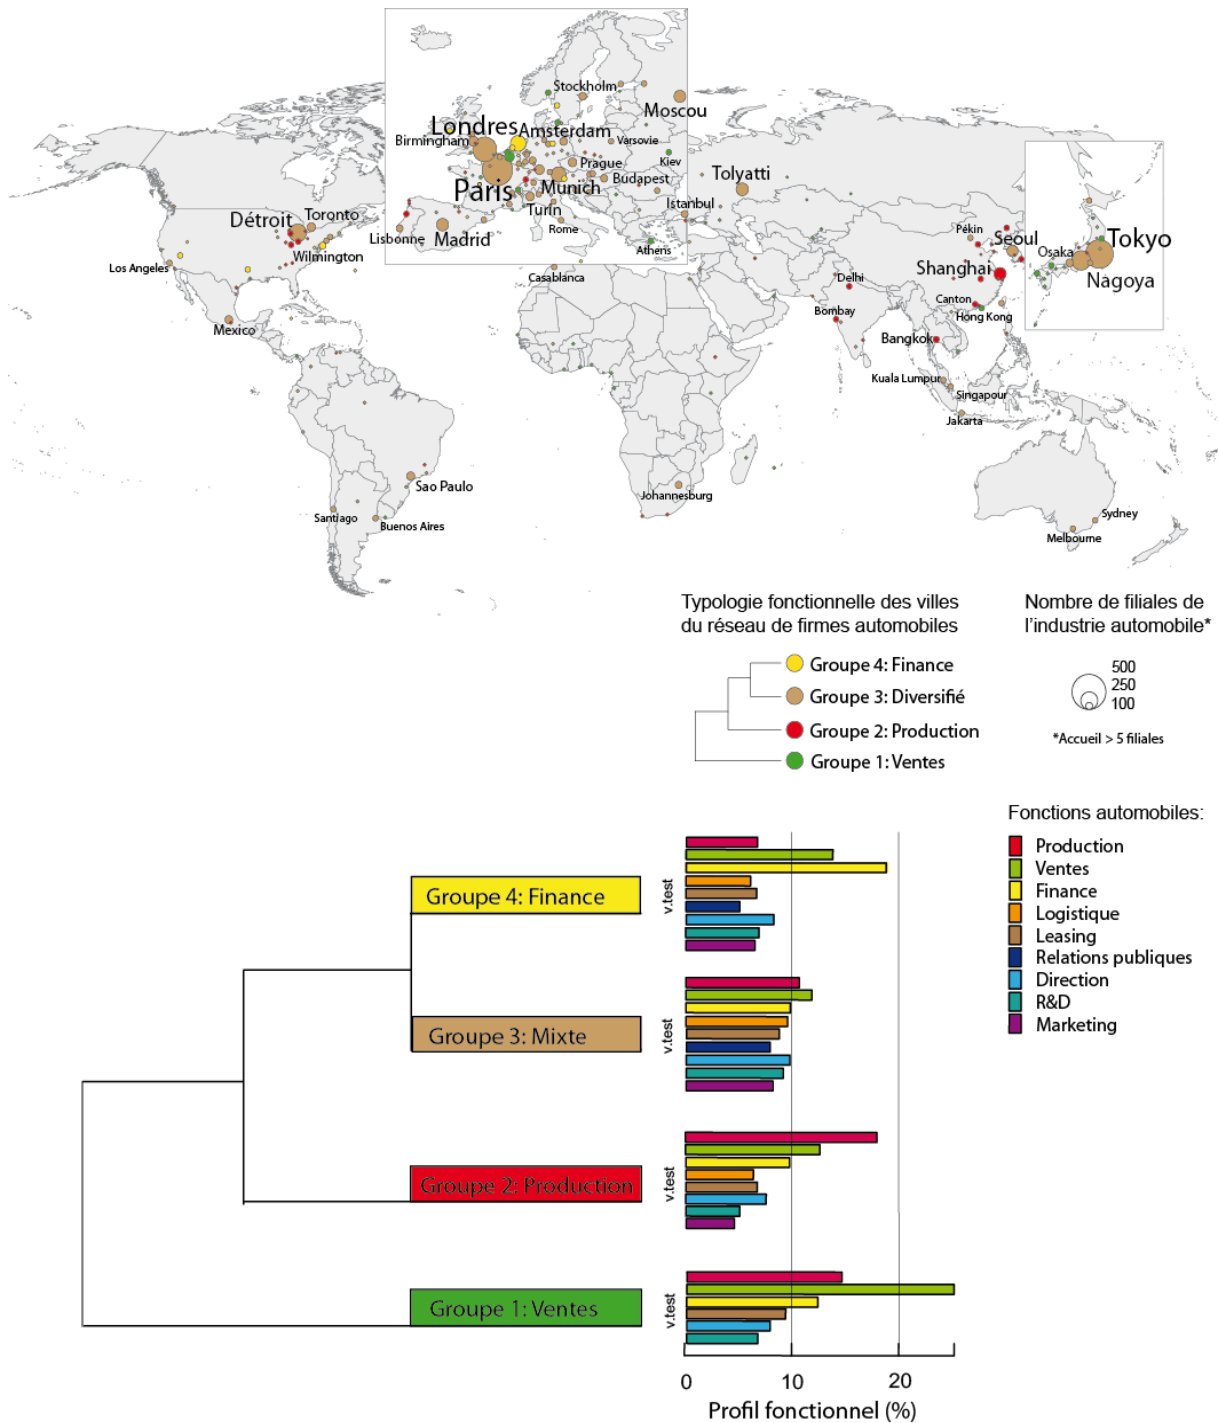 Stockholm
Moscou
Londres
Amsterdam
Birmingham
Varsovie
Prague
Kiev
Paris
Munich
Budapest
Tolyatti
Détroit
Toronto
Turin
Istanbul
Lisbonne
Madrid
Rome
Wilmington
Athens
Los Angeles
Casablanca
Pékin
Seoul
Osaka
Tokyo
Shanghai
Nagoya
Delhi
Canton
Hong Kong
Mexico
Bombay
Bangkok
Kuala Lumpur
Singapour
Jakarta
Sao Paulo
Johannesburg
Santiago
Buenos Aires
Sydney
Melbourne
Typologie fonctionnelle des villes
du réseau de firmes automobiles
Groupe 4: Finance
Groupe 3: Diversifié
Groupe 2: Production
Groupe 1: Ventes
Nombre de filiales de
l'industrie automobile*
500
250
100
*Accueil > 5 filiales
Fonctions automobiles:
Production
Ventes
Finance
Logistique
Leasing
Relations publiques
Direction
R&D
Marketing
Groupe 4: Finance
v.test
Groupe 3: Mixte
v.test
Groupe 2: Production
v.test
Groupe 1: Ventes
v.test
0 10 20
Profil fonctionnel (%)